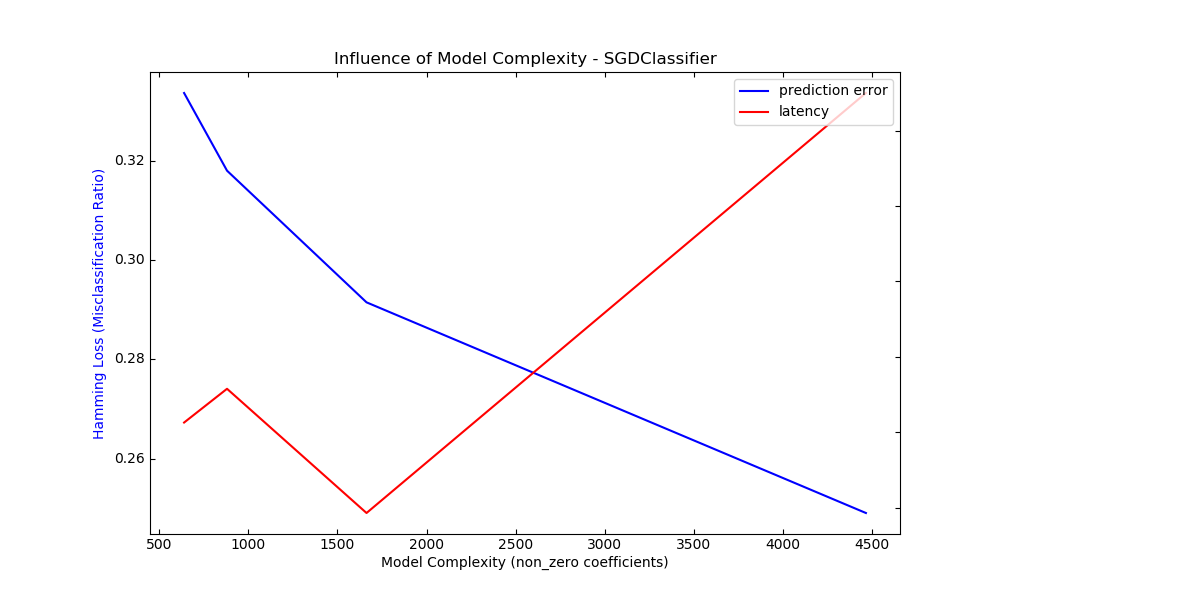 Influence of Model Complexity - SGDClassifier
prediction error
latency
0.32
0.30
0.28
0.26
Hamming Loss (Misclassification Ratio)
500 1000 1500 2000 2500 3000 3500 4000 4500
Model Complexity (non_zero coefficients)